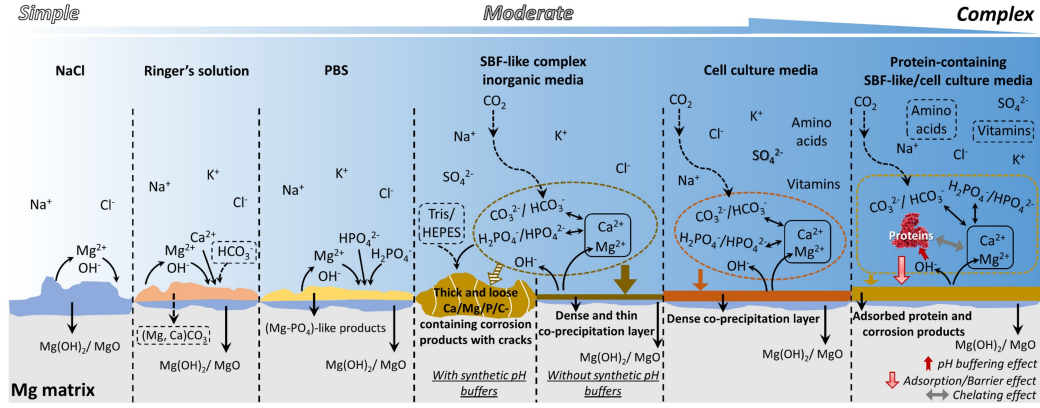 Simple
Moderate
Complex
NaCl
Ringer's solution
PBS
SBF-like complex
inorganic media
Cell culture media
Protein-containing
SBF-like/cell culture media
Na⁺
Cl⁻
Mg²⁺
OH⁻
Mg(OH)₂/ MgO
Na⁺
K⁺
Cl⁻
Ca²⁺
Mg²⁺
HCO₃⁻
OH⁻
(Mg, Ca)CO₃
Mg(OH)₂/ MgO
Na⁺
K⁺
Cl⁻
HPO₄²⁻
Mg²⁺
H₂PO₄⁻
OH⁻
(Mg-PO₄)-like products
Mg(OH)₂/ MgO
CO₂
Na⁺
K⁺
SO₄²⁻
Cl⁻
Tris/
HEPES
CO₃²⁻/ HCO₃⁻
H₂PO₄⁻/HPO₄²⁻
Ca²⁺
Mg²⁺
OH⁻
Thick and loose
Ca/Mg/P/C-
containing corrosion
products with cracks
Dense and thin
co-precipitation layer
Mg(OH)₂/ MgO
With synthetic pH
buffers
Without synthetic pH
buffers
CO₂
K⁺
Cl⁻
Amino
acids
SO₄²⁻
Na⁺
Vitamins
CO₃²⁻/HCO₃⁻
H₂PO₄⁻/HPO₄²⁻
Ca²⁺
Mg²⁺
OH⁻
Dense co-precipitation layer
Mg(OH)₂/ MgO
CO₂
SO₄²⁻
Amino
acids
Vitamins
Na⁺
Cl⁻
K⁺
CO₃²⁻/ HCO₃⁻
H₂PO₄⁻/HPO₄²⁻
Proteins
Ca²⁺
Mg²⁺
OH⁻
Adsorbed protein and
corrosion products
Mg(OH)₂/ MgO
pH buffering effect
Adsorption/Barrier effect
Chelating effect
Mg matrix